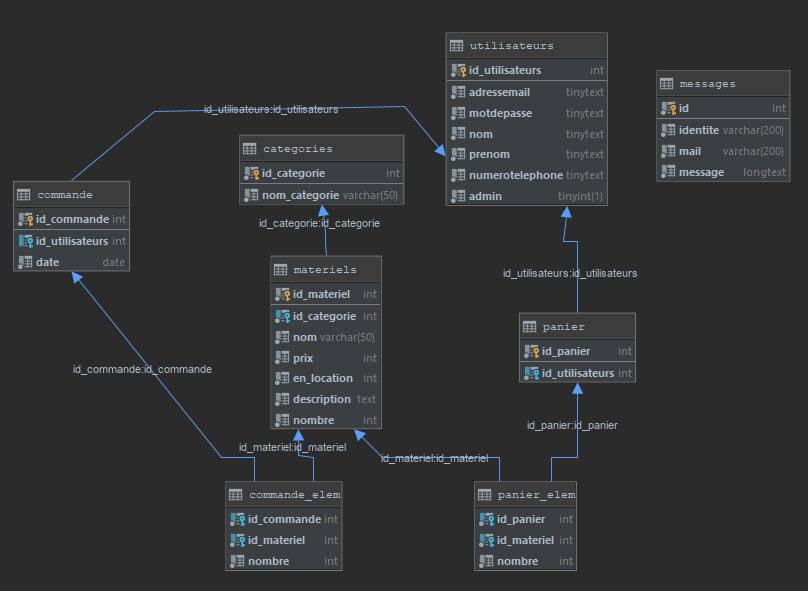 utilisateurs
id_utilisateurs int
adressemail tinytext
motdepasse tinytext
nom tinytext
prenom tinytext
numerotelephone tinytext
admin tinyint(1)
messages
id int
identite varchar(200)
mail varchar(200)
message longtext
id_utilisateurs:id_utilisateurs
categories
id_categorie int
nom_categorie varchar(50)
commande
id_commande int
id_utilisateurs int
date date
id_categorie:id_categorie
materiels
id_materiel int
id_categorie int
nom varchar(50)
prix int
en_location int
description text
nombre int
id_utilisateurs:id_utilisateurs
panier
id_panier int
id_utilisateurs int
id_commande:id_commande
id_panier:id_panier
id_materiel:id_materiel
id_materiel:id_materiel
commande_elem
id_commande int
id_materiel int
nombre int
panier_elem
id_panier int
id_materiel int
nombre int